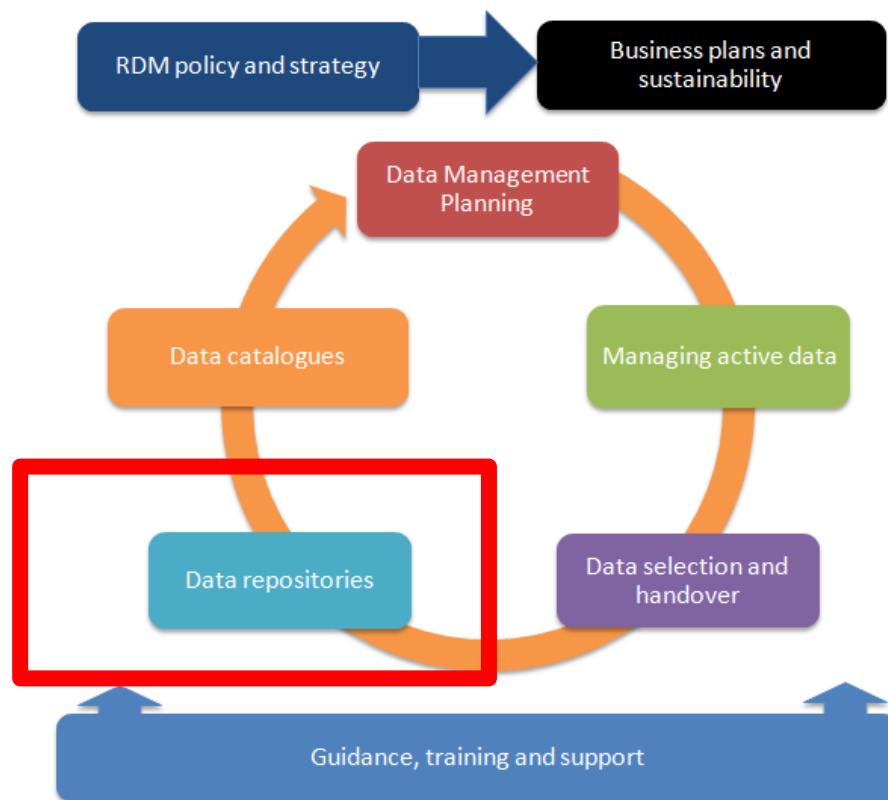 RDM policy and strategy
Business plans and
sustainability
Data Management
Planning
Data catalogues
Managing active data
Data repositories
Data selection and
handover
Guidance, training and support